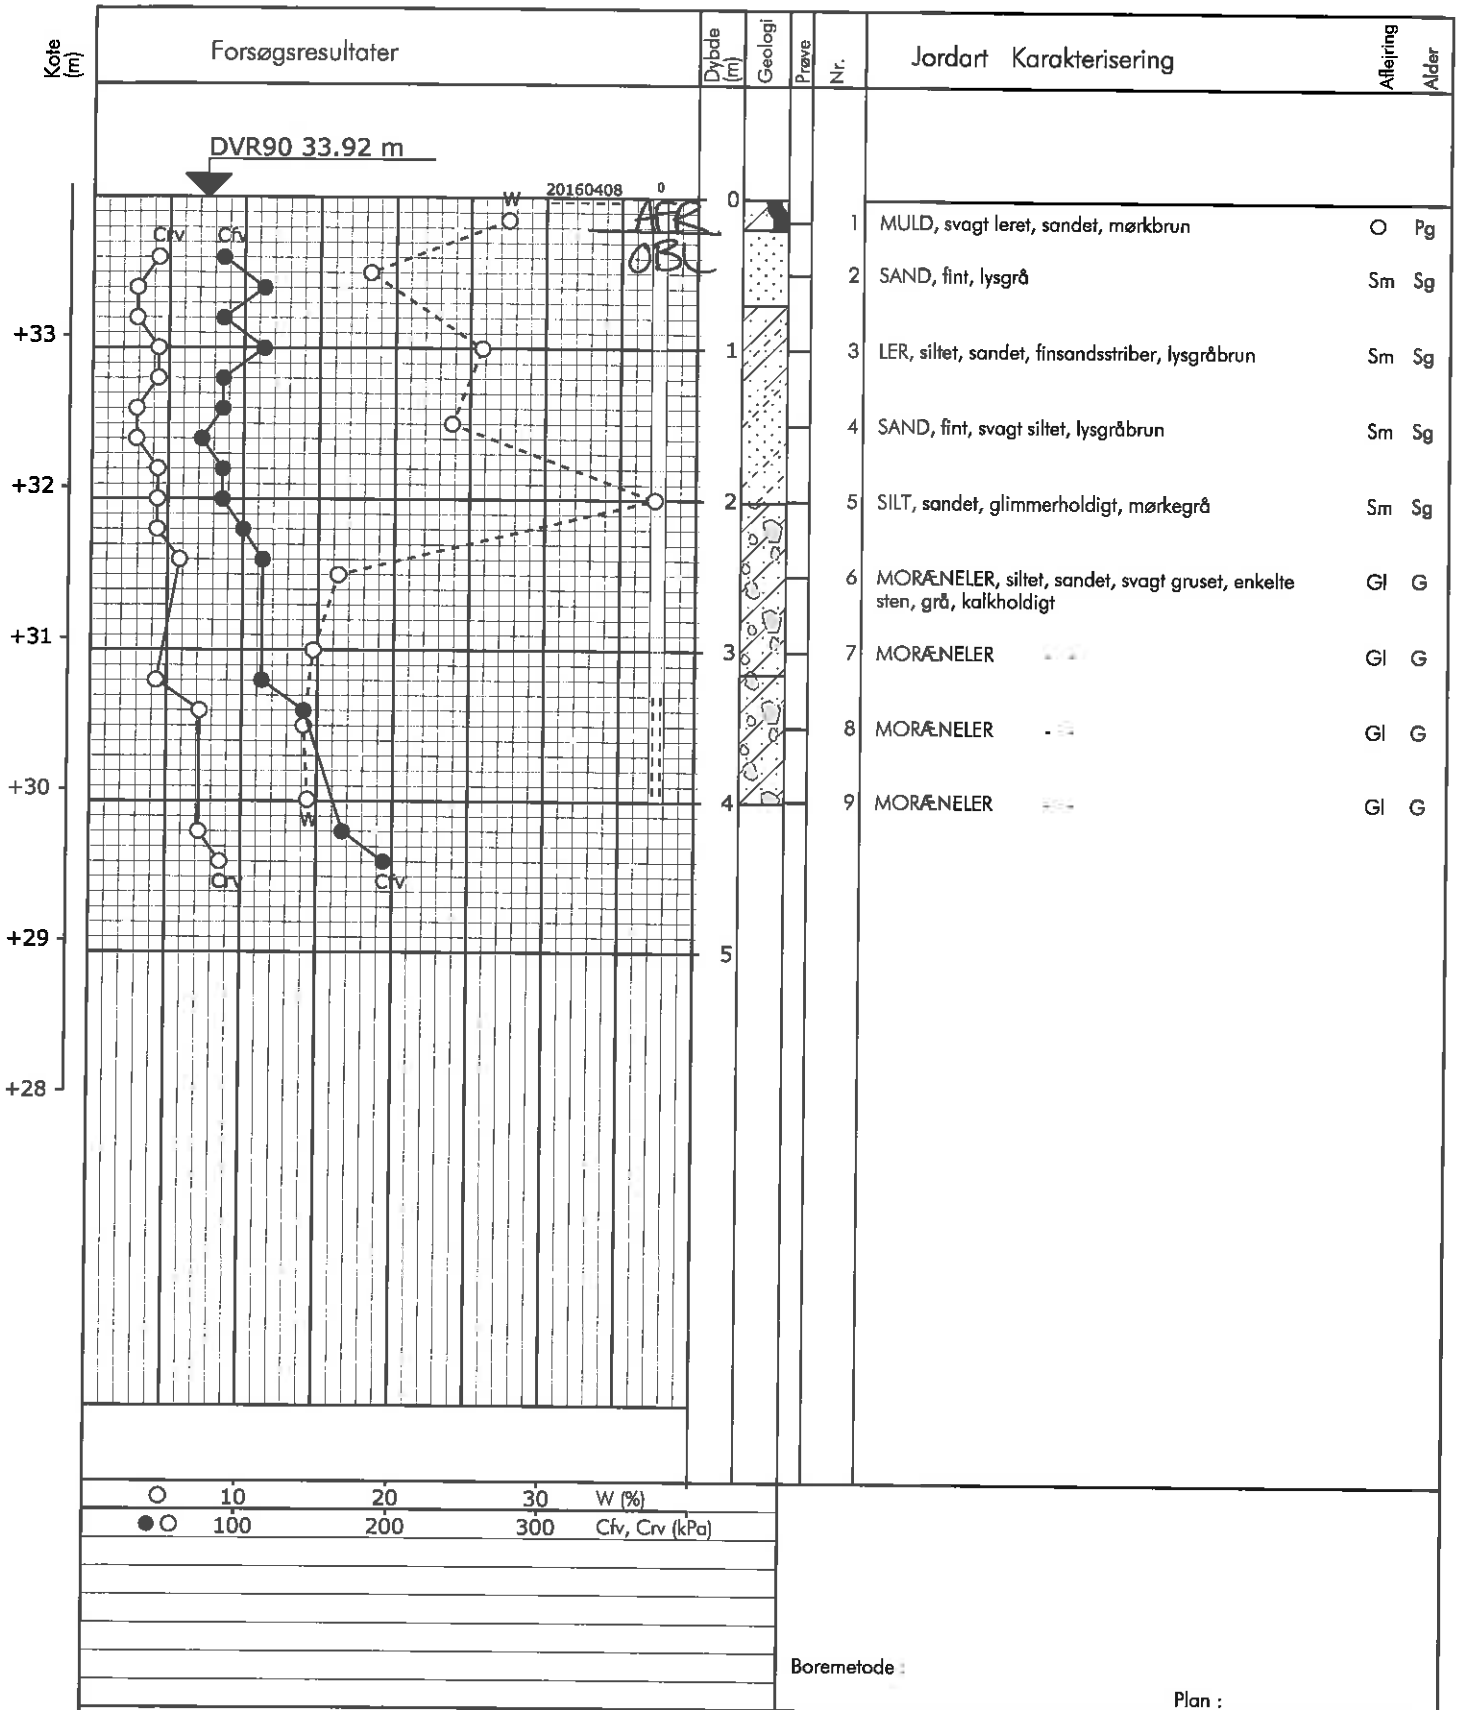 Kote (m)
Forsøgsresultater
Dybde (m)
Geologi
Prøve
Nr.
Jordart Karakterisering
Aflejring
Alder
DVR90 33.92 m
W
20160408
0
AFR
OBL
Crv
Cfv
+33
+32
+31
+30
+29
+28
W
Crv
Cfv
0
1
2
3
4
5
1 MULD, svagt leret, sandet, mørkbrun O Pg
2 SAND, fint, lysgrå Sm Sg
3 LER, siltet, sandet, finsandsstriber, lysgråbrun Sm Sg
4 SAND, fint, svagt siltet, lysgråbrun Sm Sg
5 SILT, sandet, glimmerholdigt, mørkegrå Sm Sg
6 MORÆNELER, siltet, sandet, svagt gruset, enkelte Gl G
sten, grå, kalkholdigt
7 MORÆNELER Gl G
8 MORÆNELER Gl G
9 MORÆNELER Gl G
10 20 30 W (%)
100 200 300 Cfv, Crv (kPa)
Boremetode :
Plan :